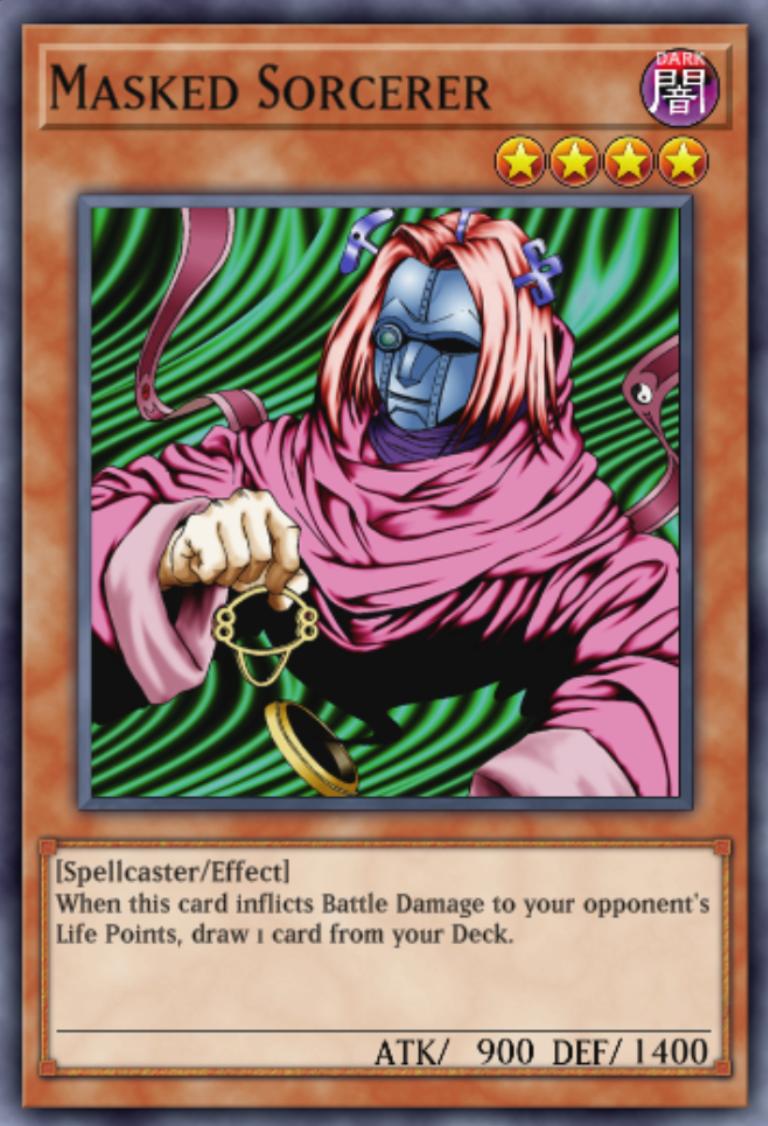 MASKED SORCERER
DARK
闇
[Spellcaster/Effect]
When this card inflicts Battle Damage to your opponent's
Life Points, draw 1 card from your Deck.
ATK/ 900 DEF/ 1400